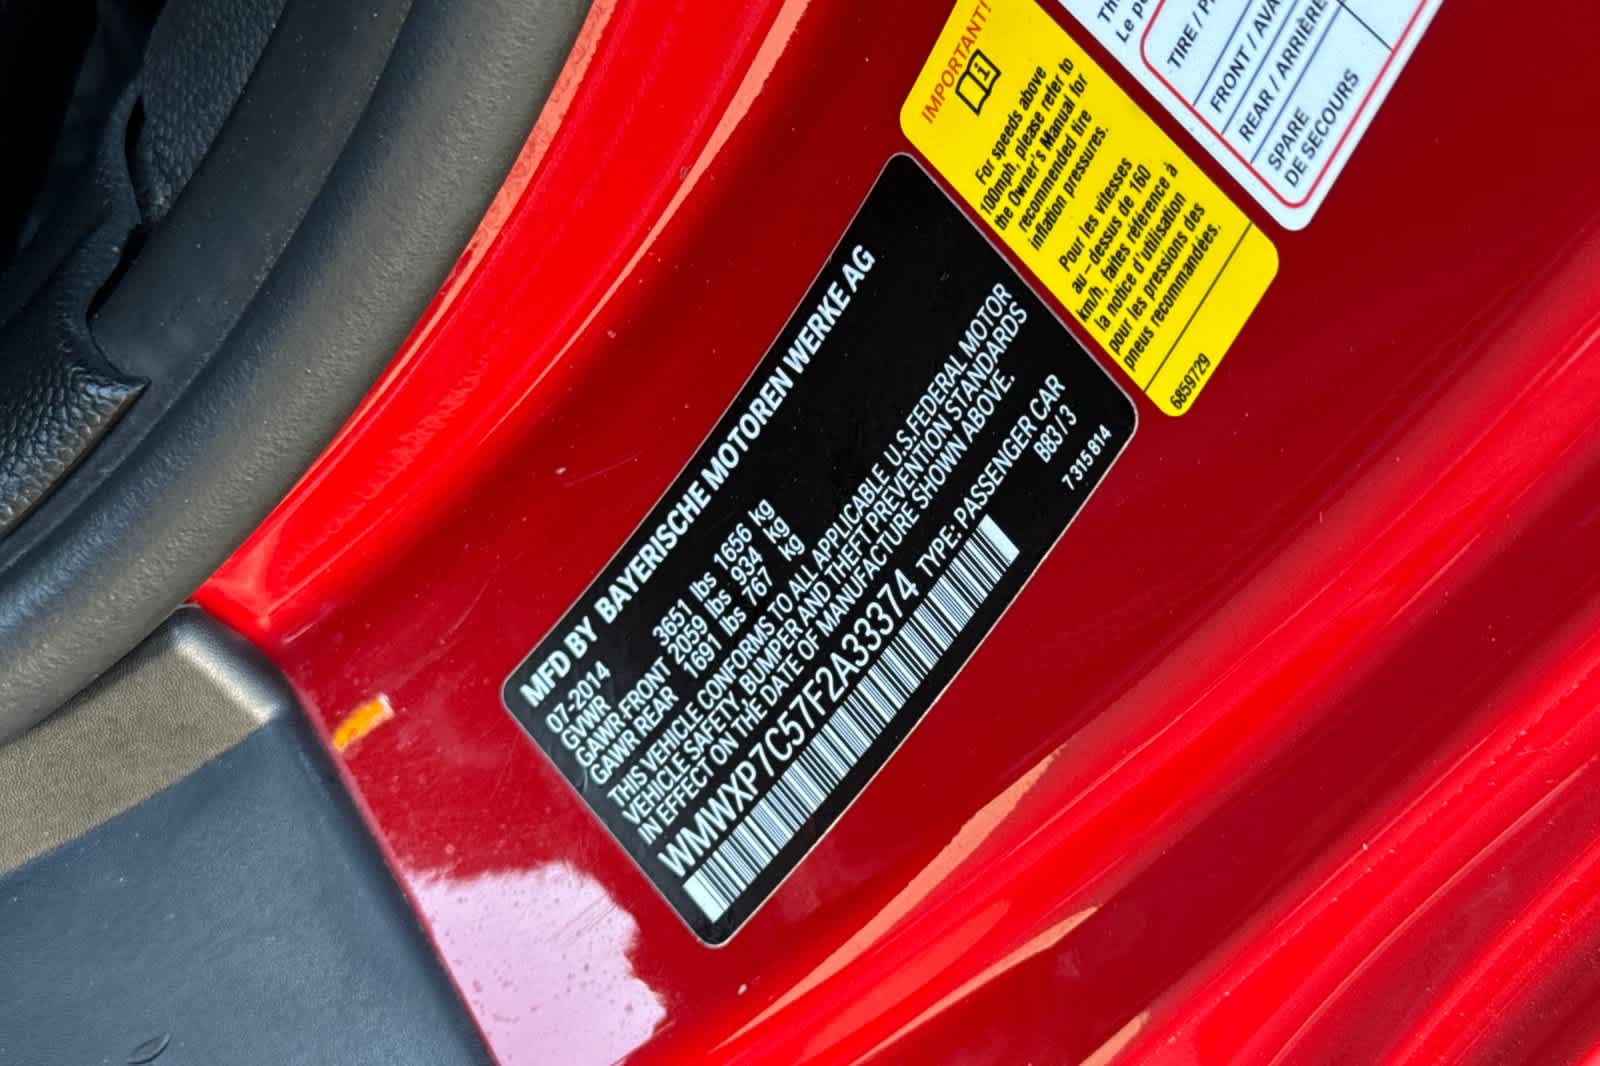 MFD BY BAYERISCHE MOTOREN WERKE AG
07-2014
GVWR 3651 lbs 1656 kg
GAWR FRONT 2059 lbs 934 kg
GAWR REAR 1691 lbs 767 kg
THIS VEHICLE CONFORMS TO ALL APPLICABLE U.S.FEDERAL MOTOR
VEHICLE SAFETY, BUMPER AND THEFT PREVENTION STANDARDS
IN EFFECT ON THE DATE OF MANUFACTURE SHOWN ABOVE.
WMWXP7C57F2A33374 TYPE: PASSENGER CAR
B83/3
7 315 814
IMPORTANT!
i
For speeds above
100mph, please refer to
the Owner's Manual for
recommended tire
inflation pressures.
Pour les vitesses
au-dessus de 160
km/h, faites référence à
la notice d'utilisation
pour les pressions des
pneus recommandées.
6859729
Le
TIRE /
FRONT /
REAR / ARRIÈRE
SPARE
DE SECOURS